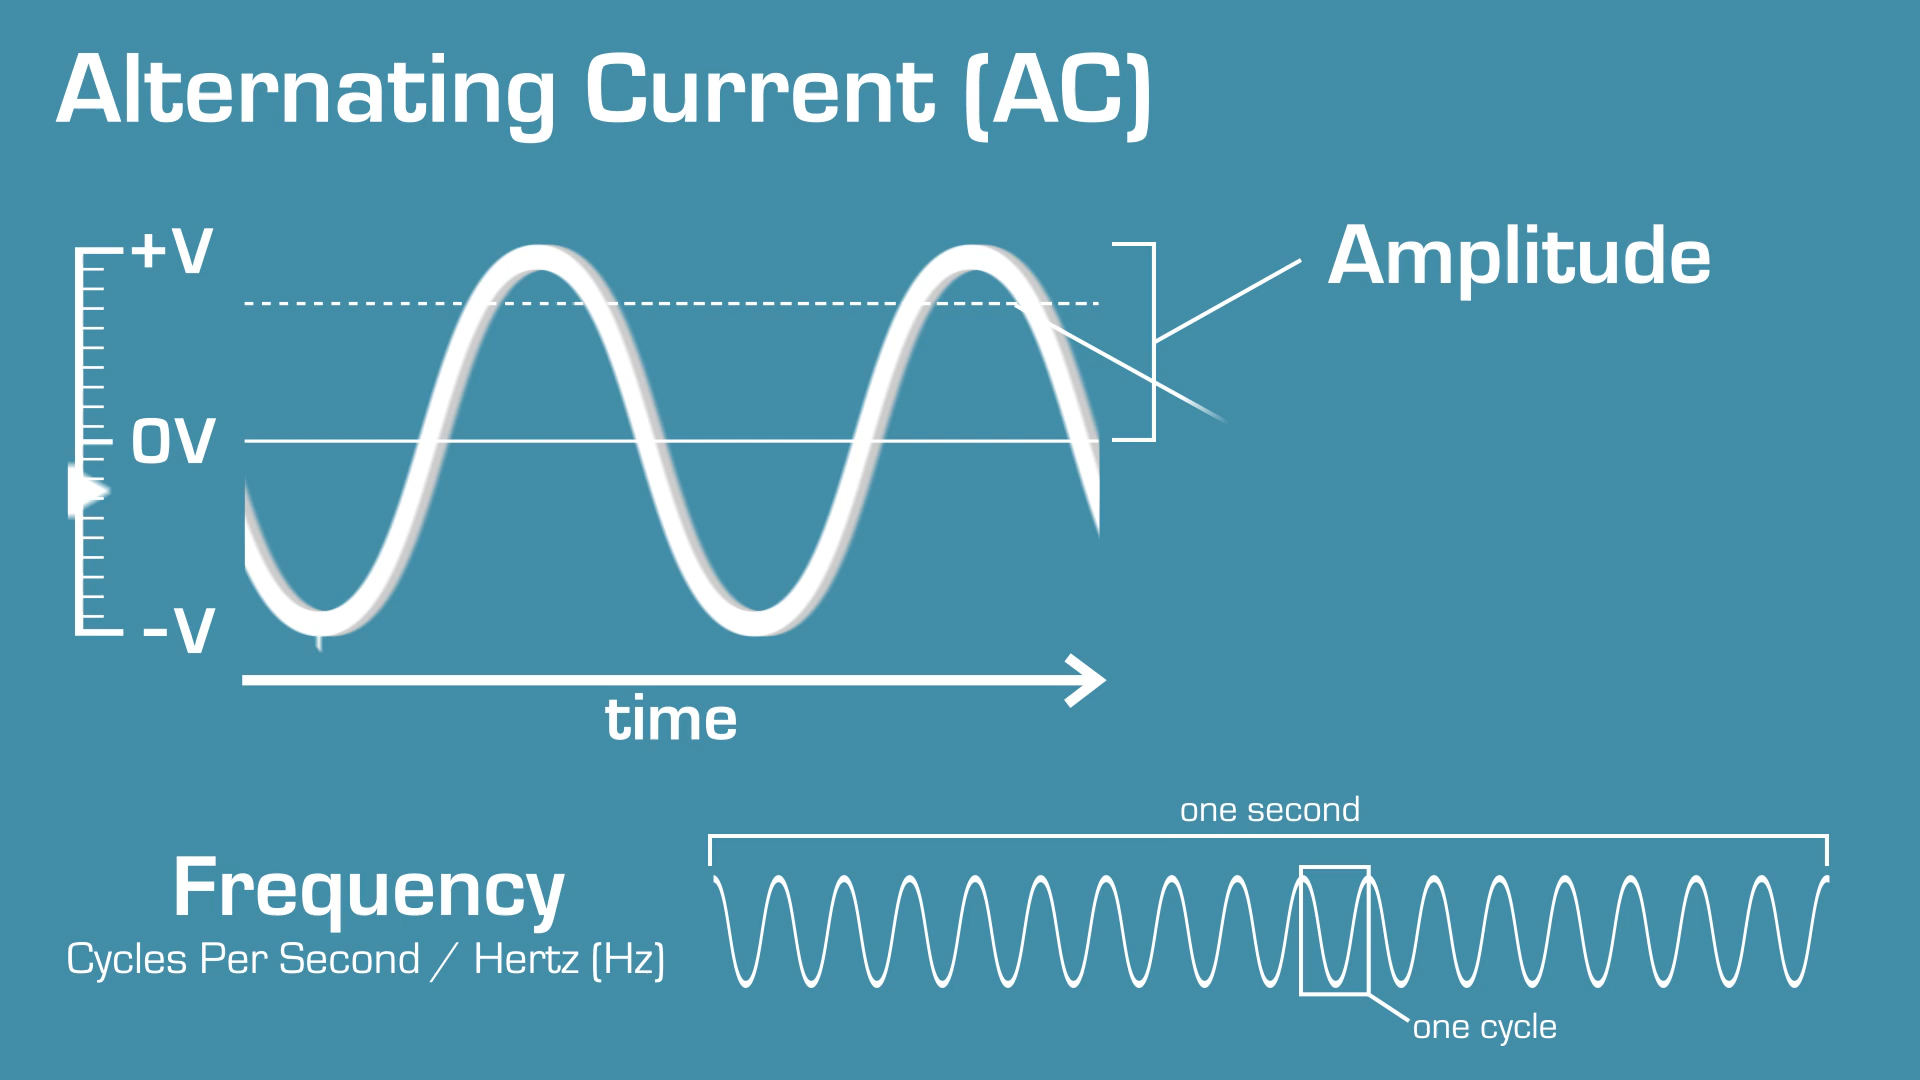 Alternating Current (AC)
+V
Amplitude
0V
-V
time
one second
Frequency
Cycles Per Second / Hertz (Hz)
one cycle